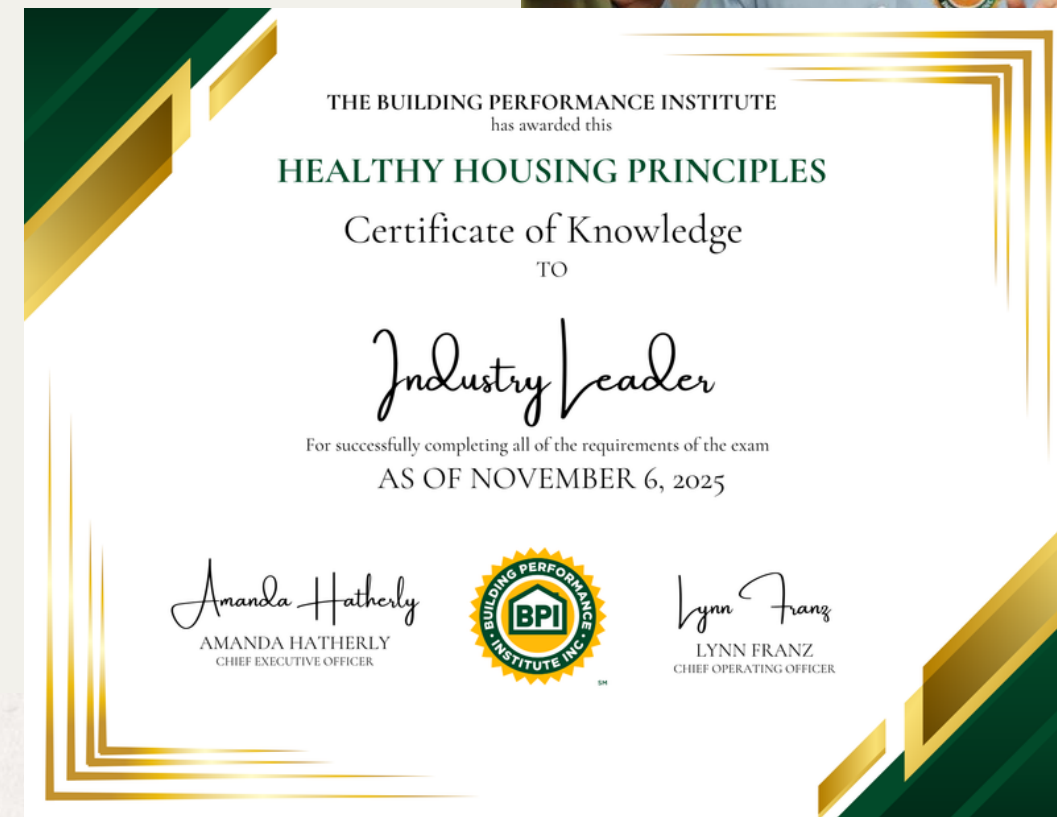 THE BUILDING PERFORMANCE INSTITUTE
has awarded this
HEALTHY HOUSING PRINCIPLES
Certificate of Knowledge
TO
Industry Leader
For successfully completing all of the requirements of the exam
AS OF NOVEMBER 6, 2025
Amanda Hatherly
AMANDA HATHERLY
CHIEF EXECUTIVE OFFICER
BUILDING PERFORMANCE
BPI
INSTITUTE INC
SM
Lynn Franz
LYNN FRANZ
CHIEF OPERATING OFFICER